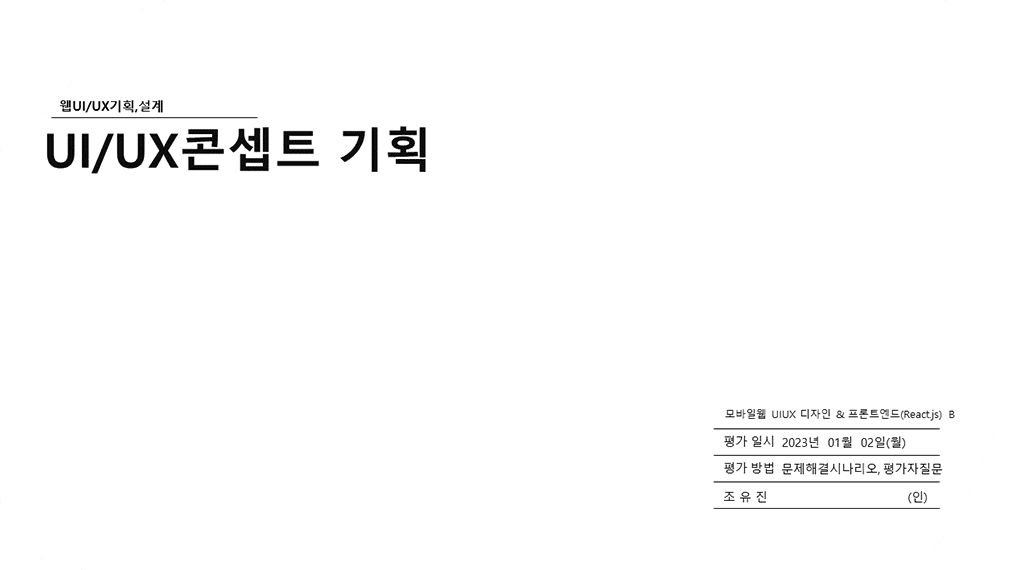 웹UI/UX기획,설계
UI/UX콘셉트 기획
모바일웹 UIUX 디자인 & 프론트엔드(React.js) B
평가 일시 2023년 01월 02일(월)
평가 방법 문제해결시나리오, 평가자질문
조 유 진 (인)